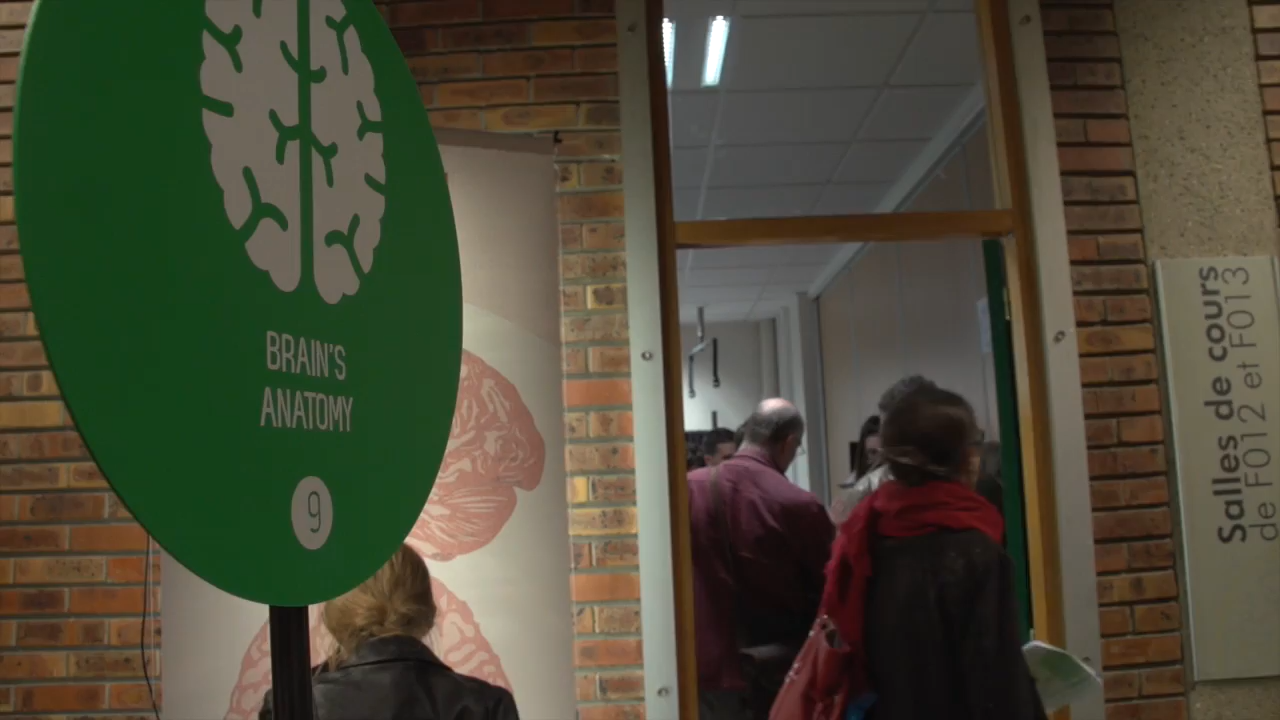 BRAIN'S
ANATOMY
9
Salles de cours
de F012 et F013